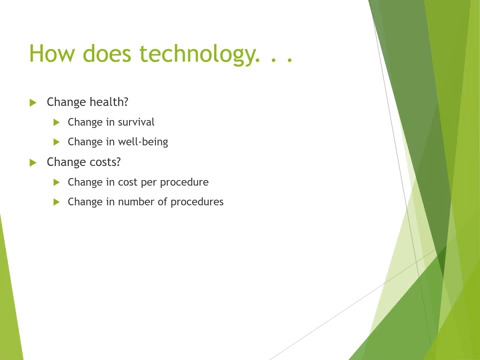 How does technology. . .
Change health?
Change in survival
Change in well-being
Change costs?
Change in cost per procedure
Change in number of procedures